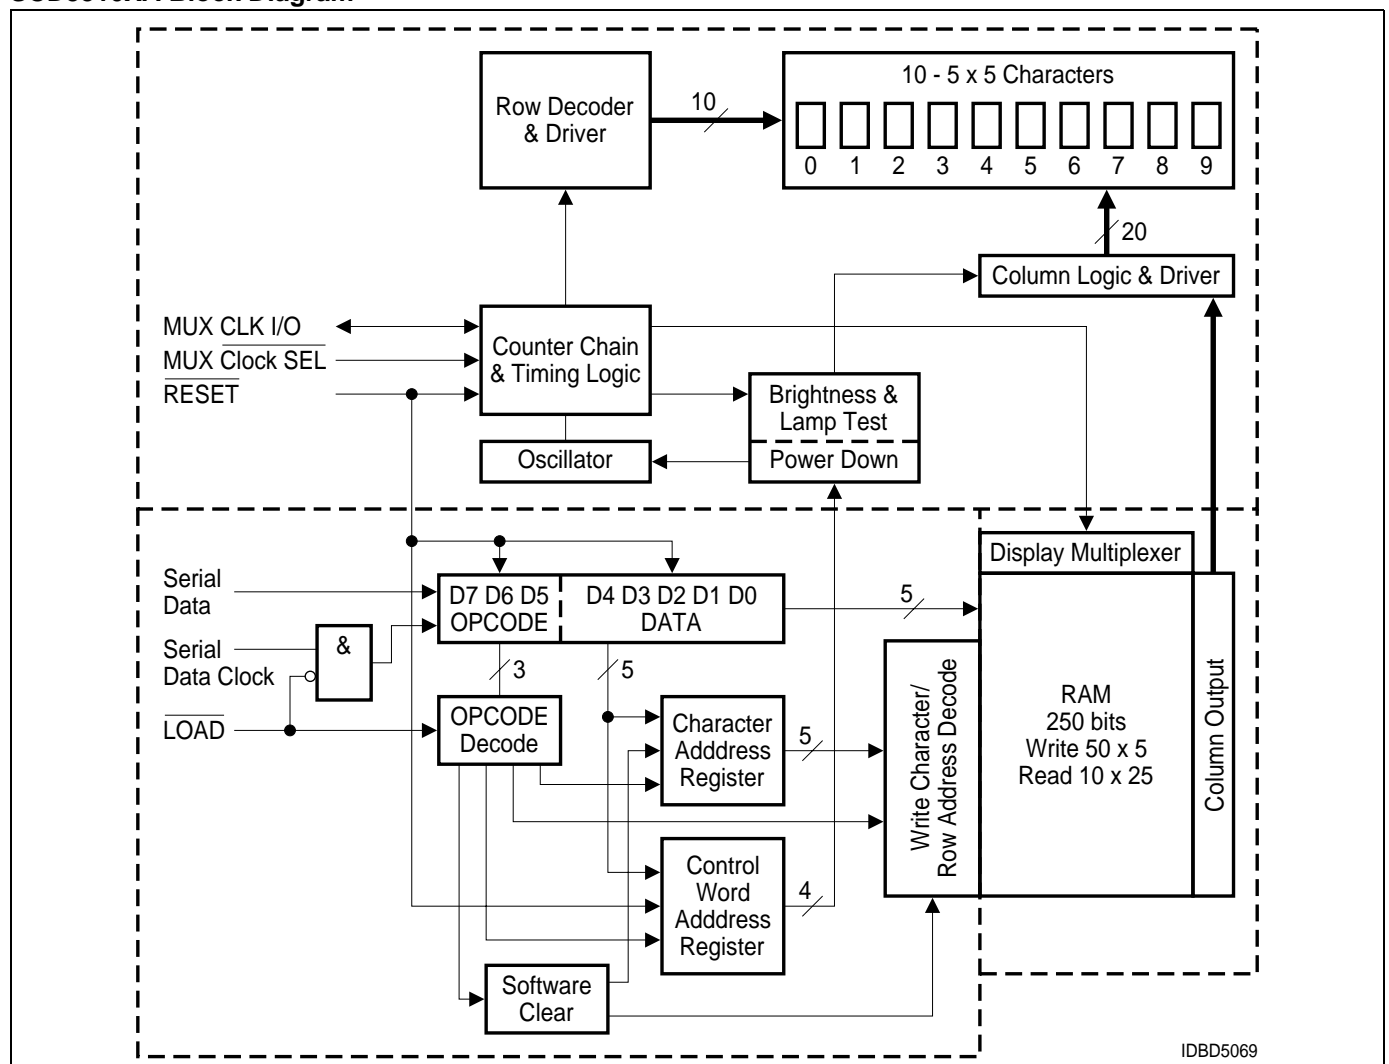 10 - 5 x 5 Characters
Row Decoder
& Driver
10
0 1 2 3 4 5 6 7 8 9
20
Column Logic & Driver
MUX CLK I/O
MUX Clock SEL
RESET
Counter Chain
& Timing Logic
Brightness &
Lamp Test
Power Down
Oscillator
Display Multiplexer
Serial
Data
D7 D6 D5
OPCODE
D4 D3 D2 D1 D0
DATA
5
Serial
Data Clock
&
3
5
LOAD
OPCODE
Decode
Character
Adddress
Register
5
Write Character/
Row Address Decode
RAM
250 bits
Write 50 x 5
Read 10 x 25
Column Output
Control
Word
Adddress
Register
4
Software
Clear
IDBD5069